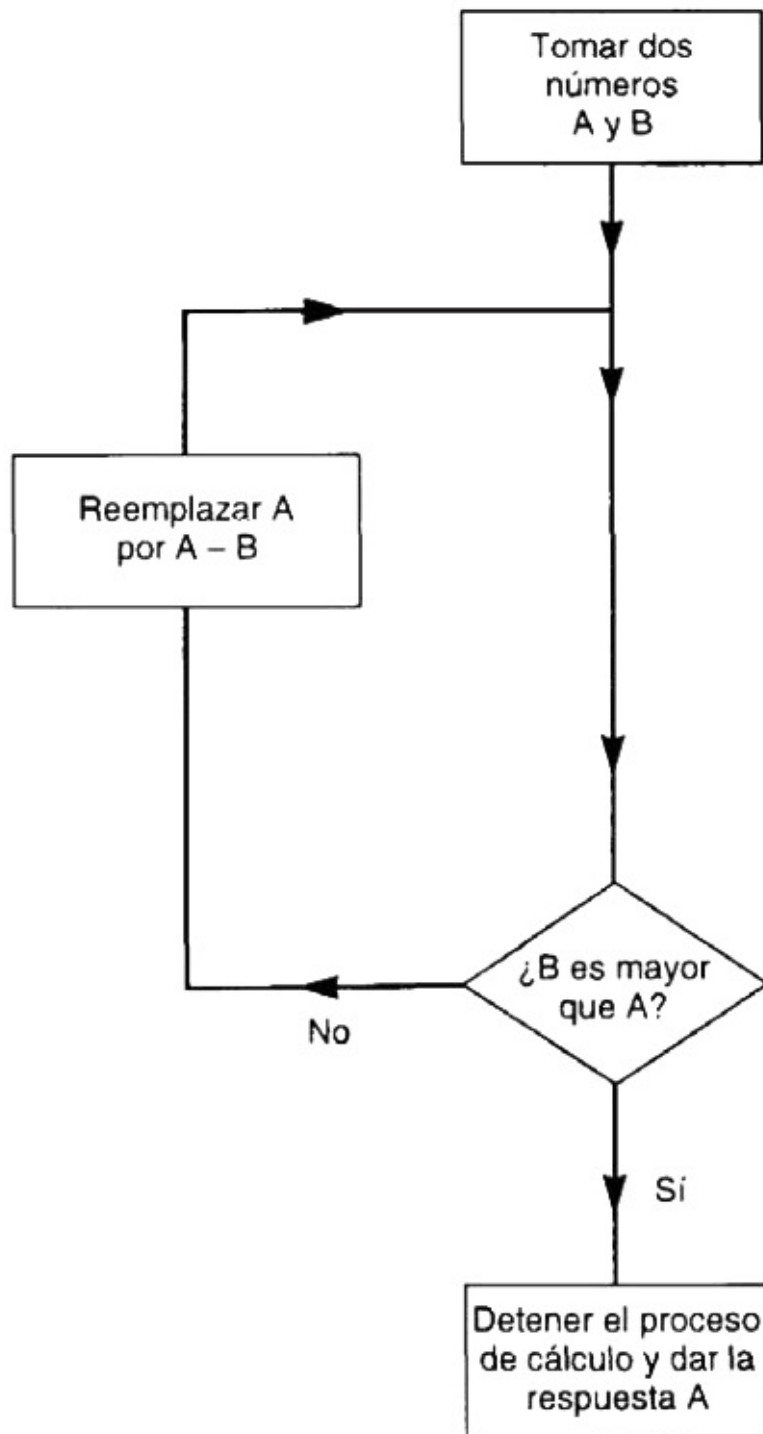 Tomar dos
números
A y B
Reemplazar A
por A – B
¿B es mayor
que A?
No
Sí
Detener el proceso
de cálculo y dar la
respuesta A